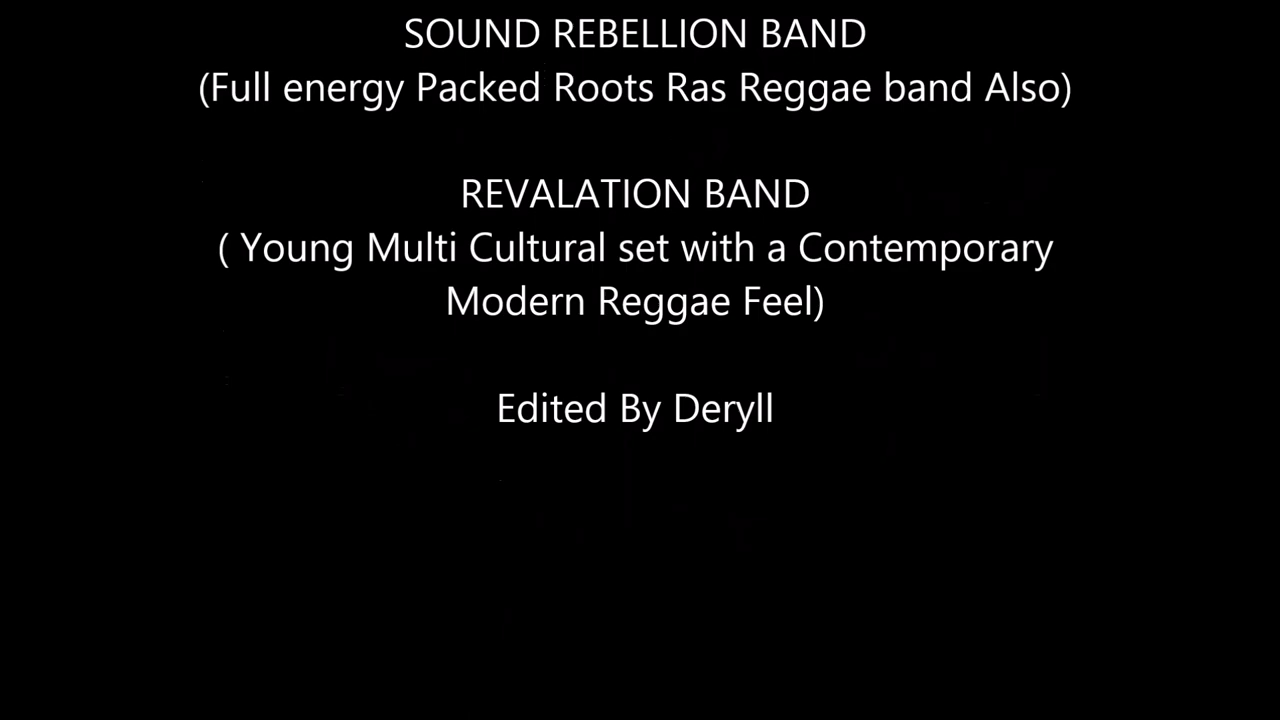 SOUND REBELLION BAND
(Full energy Packed Roots Ras Reggae band Also)
REVALATION BAND
( Young Multi Cultural set with a Contemporary
Modern Reggae Feel)
Edited By Deryll